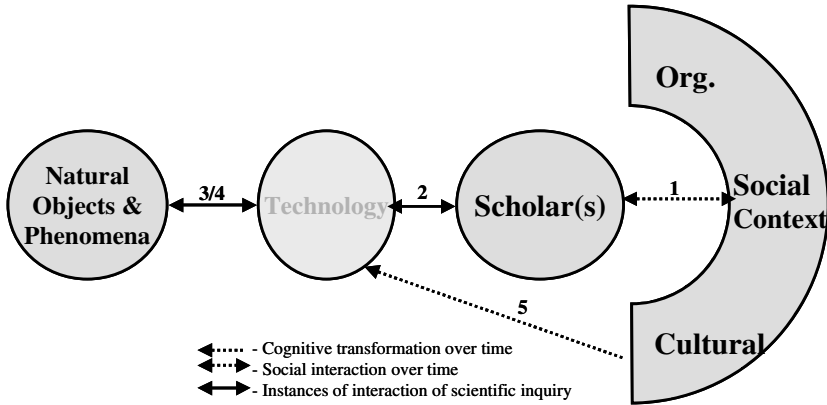 Org.
Natural
Objects &
Phenomena
3/4
Technology
2
Scholar(s)
1
Social
Context
5
Cultural
- Cognitive transformation over time
- Social interaction over time
- Instances of interaction of scientific inquiry